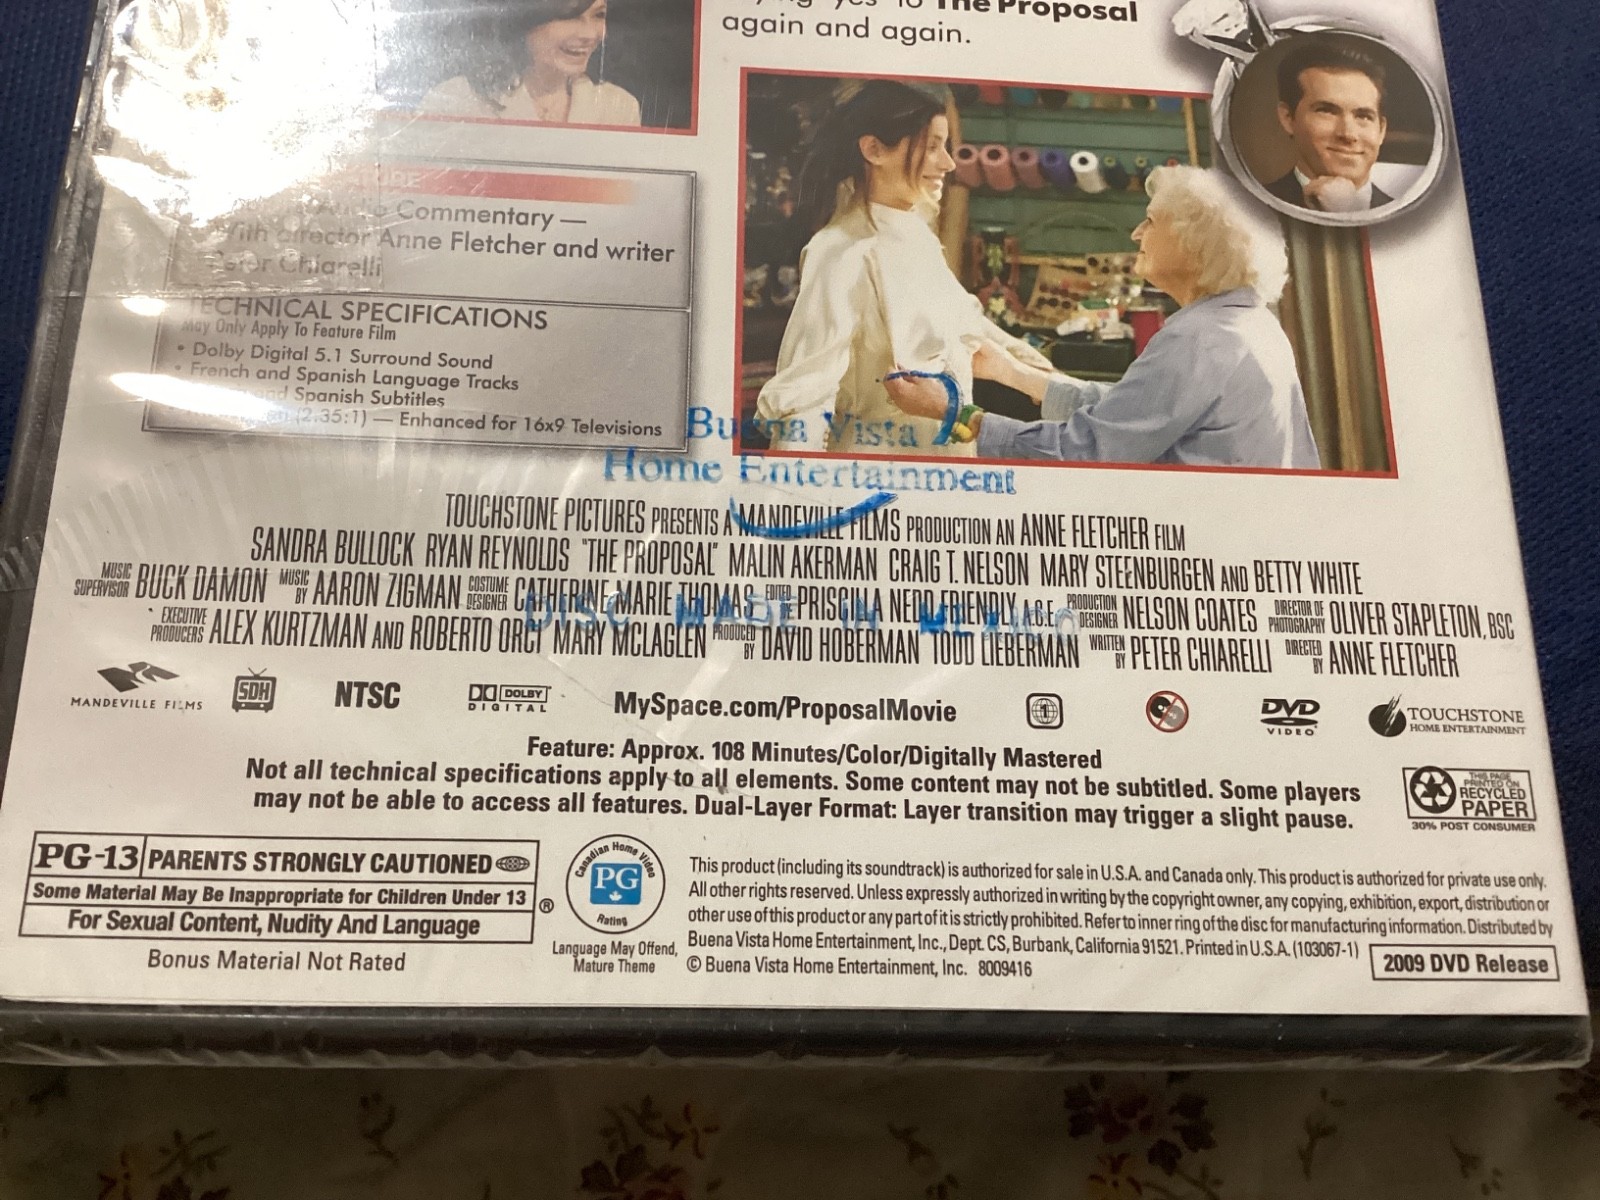 The Proposal
again and again.
Audio Commentary —
With director Anne Fletcher and writer
Peter Chiarelli
TECHNICAL SPECIFICATIONS
May Only Apply To Feature Film
• Dolby Digital 5.1 Surround Sound
• French and Spanish Language Tracks
and Spanish Subtitles
(2.35:1) — Enhanced for 16x9 Televisions
Buena Vista
Home Entertainment
TOUCHSTONE PICTURES PRESENTS A MANDEVILLE FILMS PRODUCTION AN ANNE FLETCHER FILM
SANDRA BULLOCK RYAN REYNOLDS "THE PROPOSAL" MALIN AKERMAN CRAIG T. NELSON MARY STEENBURGEN AND BETTY WHITE
MUSIC SUPERVISOR BUCK DAMON MUSIC BY AARON ZIGMAN COSTUME DESIGNER CATHERINE MARIE THOMAS EDITED BY PRISCILLA NEDD FRIENDLY, A.C.E. PRODUCTION DESIGNER NELSON COATES DIRECTOR OF PHOTOGRAPHY OLIVER STAPLETON, BSC
DISC MADE IN MEXICO
EXECUTIVE PRODUCERS ALEX KURTZMAN AND ROBERTO ORCI MARY MCLAGLEN PRODUCED BY DAVID HOBERMAN TODD LIEBERMAN WRITTEN BY PETER CHIARELLI DIRECTED BY ANNE FLETCHER
MANDEVILLE FILMS SDH NTSC DOLBY DIGITAL MySpace.com/ProposalMovie 1 DVD VIDEO TOUCHSTONE HOME ENTERTAINMENT
Feature: Approx. 108 Minutes/Color/Digitally Mastered
Not all technical specifications apply to all elements. Some content may not be subtitled. Some players
may not be able to access all features. Dual-Layer Format: Layer transition may trigger a slight pause.
THIS PAGE PRINTED ON RECYCLED PAPER
30% POST CONSUMER
PG-13 PARENTS STRONGLY CAUTIONED
Some Material May Be Inappropriate for Children Under 13
For Sexual Content, Nudity And Language
®
Bonus Material Not Rated
Canadian Home Video
PG
Rating
Language May Offend,
Mature Theme
This product (including its soundtrack) is authorized for sale in U.S.A. and Canada only. This product is authorized for private use only.
All other rights reserved. Unless expressly authorized in writing by the copyright owner, any copying, exhibition, export, distribution or
other use of this product or any part of it is strictly prohibited. Refer to inner ring of the disc for manufacturing information. Distributed by
Buena Vista Home Entertainment, Inc., Dept. CS, Burbank, California 91521. Printed in U.S.A. (103067-1)
© Buena Vista Home Entertainment, Inc. 8009416
2009 DVD Release